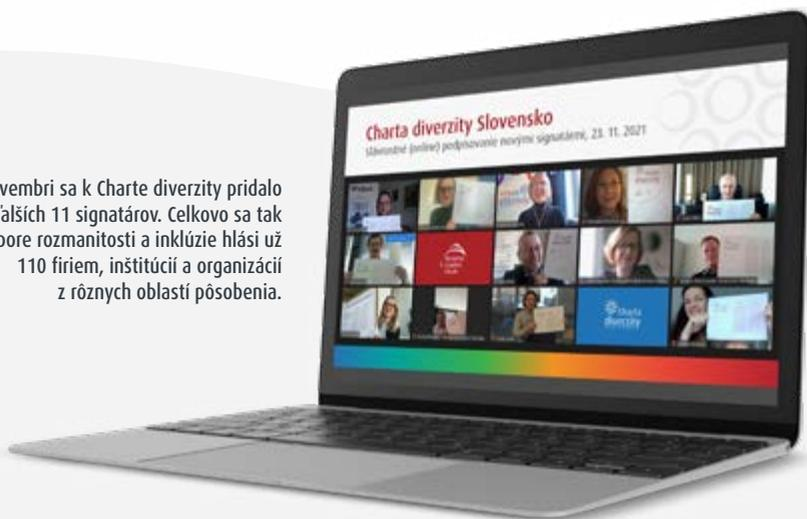 vembri sa k Charte diverzity pridalo
alších 11 signatárov. Celkovo sa tak
pore rozmanitosti a inklúzie hlási už
110 firiem, inštitúcií a organizácií
z rôznych oblastí pôsobenia.
Charta diverzity Slovensko
slávnostné (online) podpisovanie novými signatármi, 23. 11. 2021
Charta
diverzity